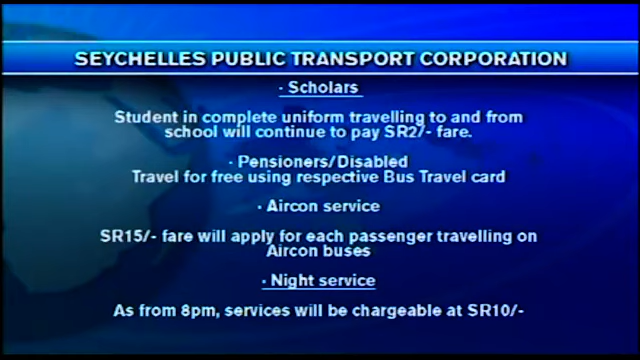 SEYCHELLES PUBLIC TRANSPORT CORPORATION
· Scholars
Student in complete uniform travelling to and from
school will continue to pay SR2/- fare.
· Pensioners/Disabled
Travel for free using respective Bus Travel card
· Aircon service
SR15/- fare will apply for each passenger travelling on
Aircon buses
· Night service
As from 8pm, services will be chargeable at SR10/-